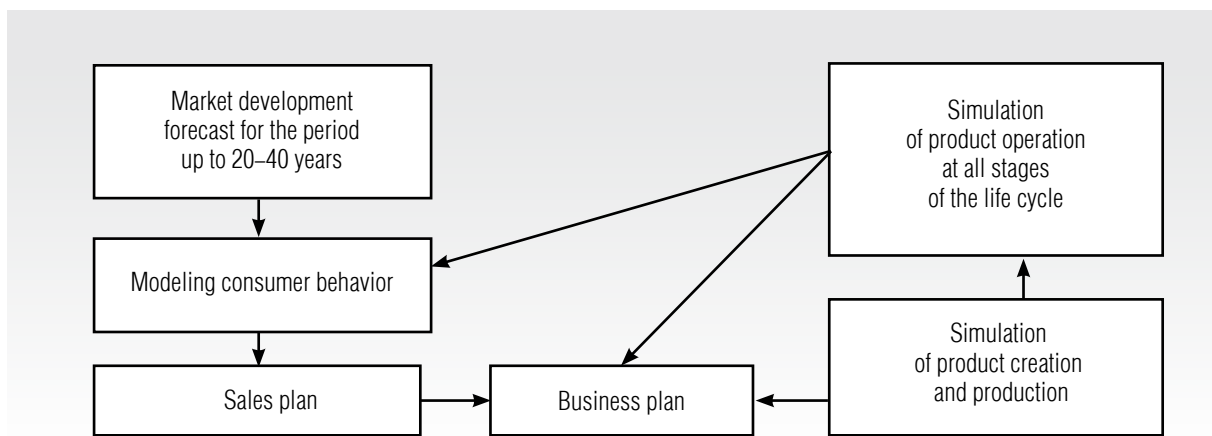 Market development
forecast for the period
up to 20–40 years
Modeling consumer behavior
Sales plan
Business plan
Simulation
of product operation
at all stages
of the life cycle
Simulation
of product creation
and production